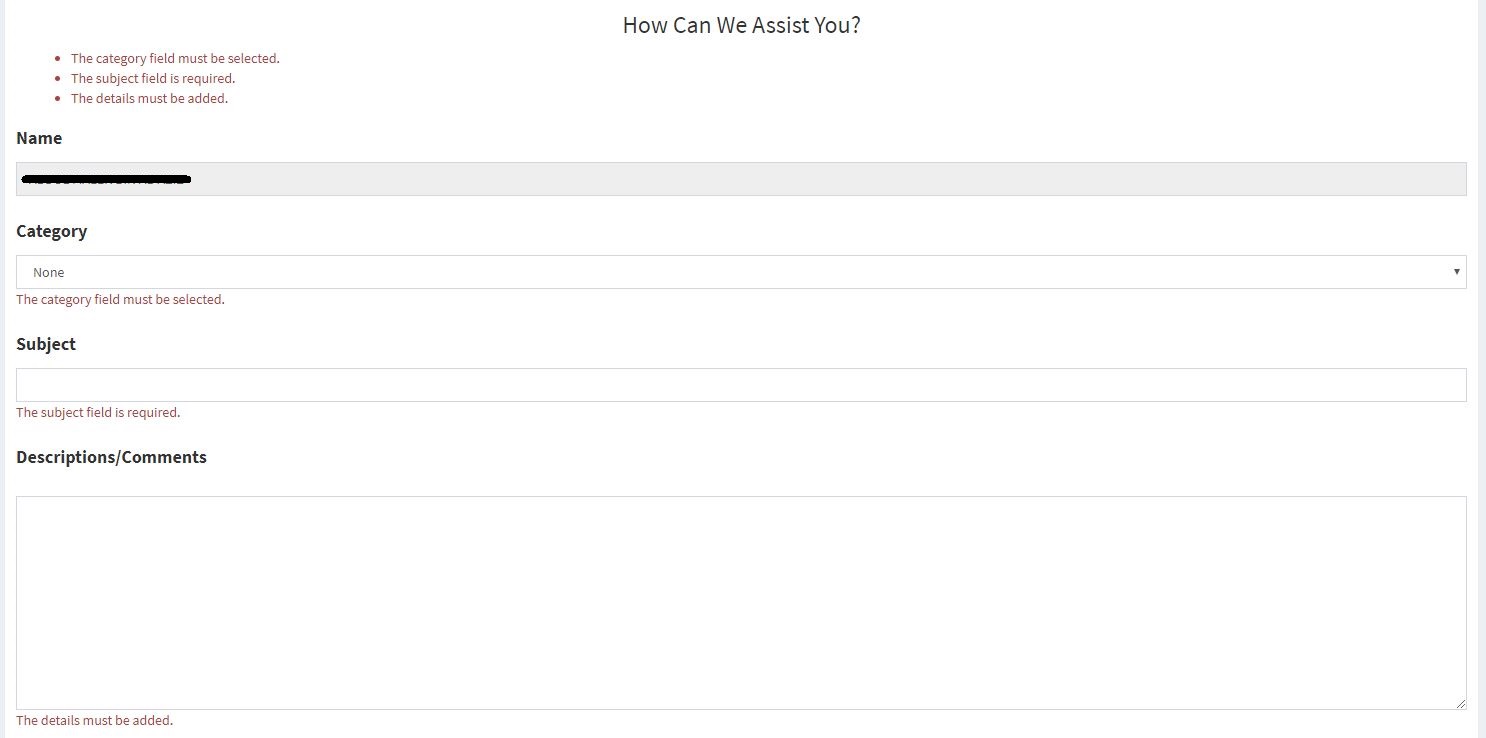 How Can We Assist You?
The category field must be selected.
The subject field is required.
The details must be added.
Name
Category
None
The category field must be selected.
Subject
The subject field is required.
Descriptions/Comments
The details must be added.